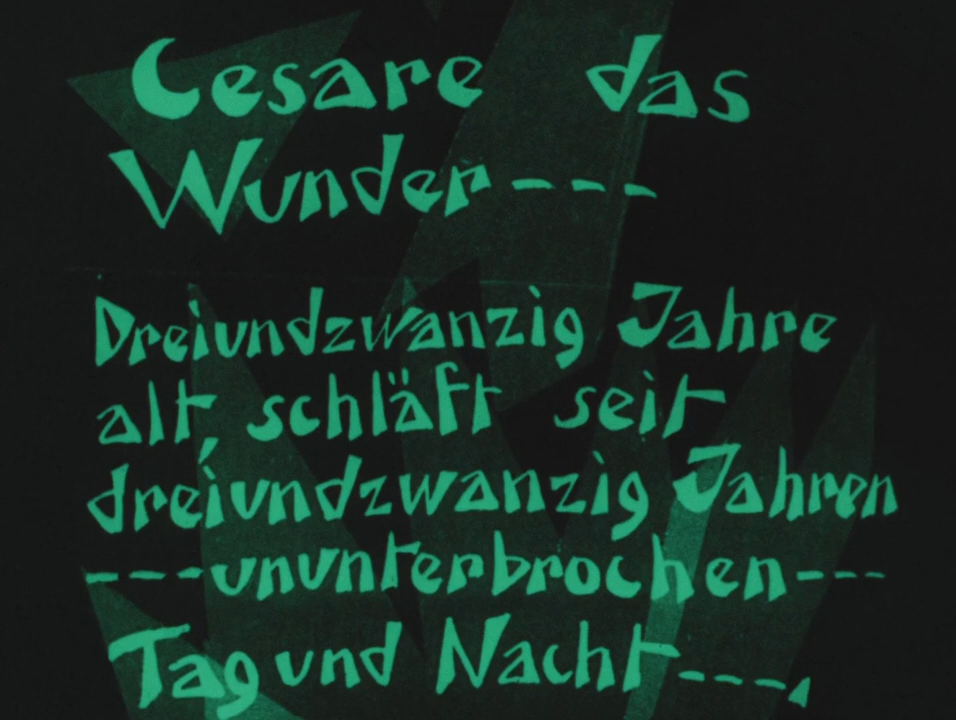 Cesare das
Wunder---
Dreiundzwanzig Jahre
alt, schläft seit
dreiundzwanzig Jahren
---ununterbrochen---
Tag und Nacht----,